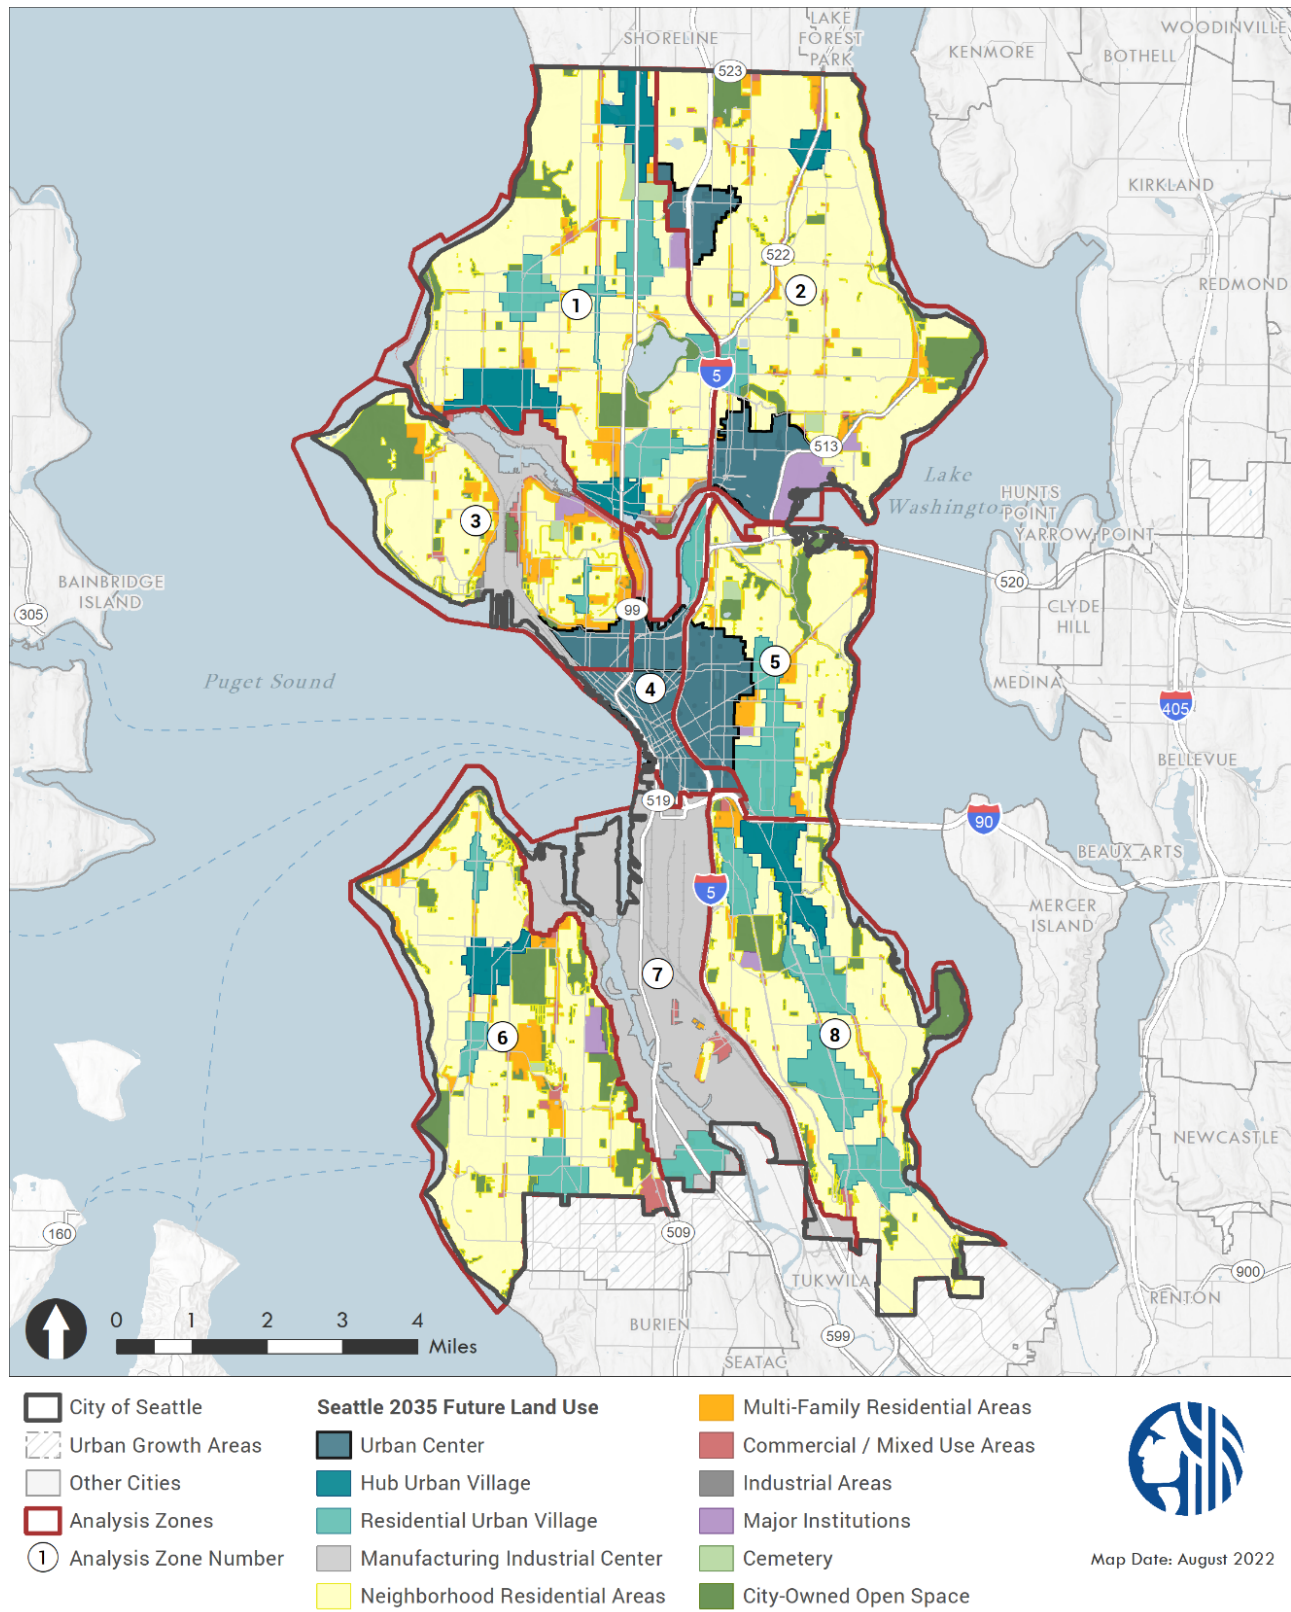 SHORELINE
LAKE
FOREST
PARK
WOODINVILLE
KENMORE
BOTHELL
523
KIRKLAND
522
REDMOND
1
2
5
513
Lake
Washington
HUNTS
POINT
YARROW POINT
3
520
BAINBRIDGE
ISLAND
305
99
CLYDE
HILL
5
Puget Sound
4
MEDINA
405
BELLEVUE
519
90
BEAUX ARTS
5
MERCER
ISLAND
7
6
8
NEWCASTLE
160
509
TUKWILA
900
RENTON
0 1 2 3 4
Miles
BURIEN
599
SEATAC
City of Seattle
Urban Growth Areas
Other Cities
Analysis Zones
1 Analysis Zone Number
Seattle 2035 Future Land Use
Urban Center
Hub Urban Village
Residential Urban Village
Manufacturing Industrial Center
Neighborhood Residential Areas
Multi-Family Residential Areas
Commercial / Mixed Use Areas
Industrial Areas
Major Institutions
Cemetery
City-Owned Open Space
Map Date: August 2022